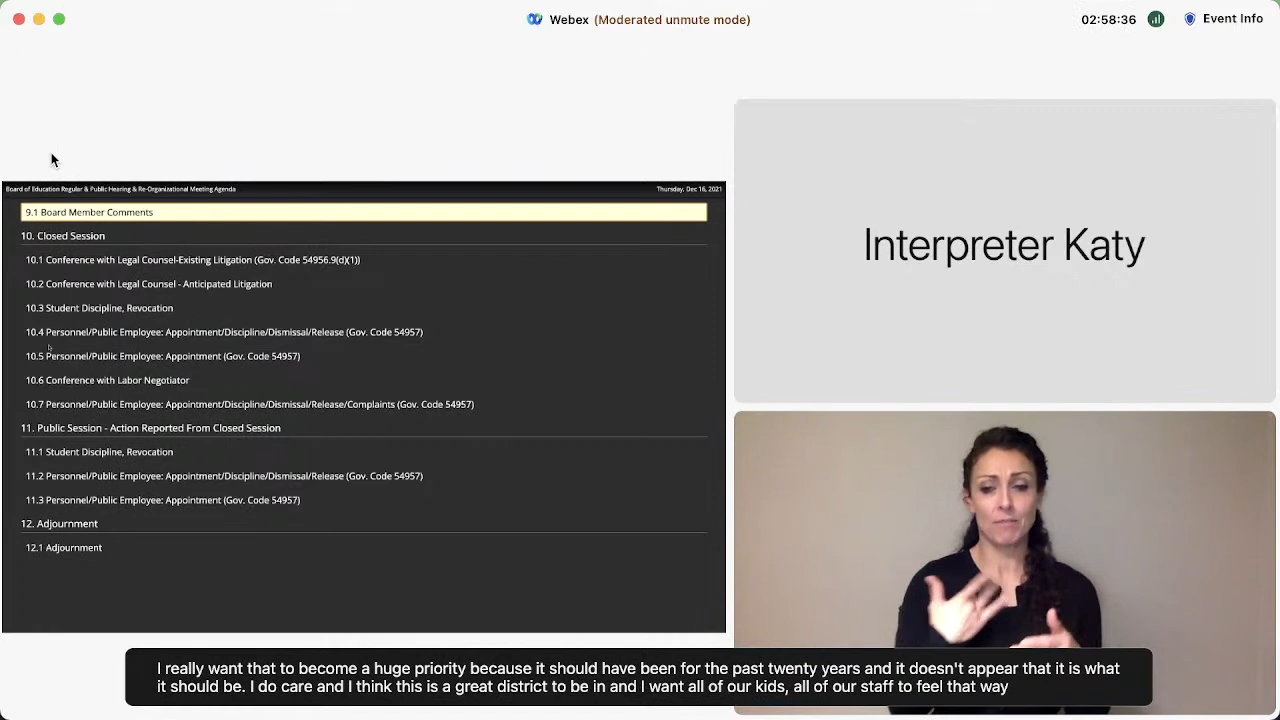 Webex (Moderated unmute mode)
02:58:36
Event Info
Board of Education Regular & Public Hearing & Re-Organizational Meeting Agenda
Thursday, Dec 16, 2021
9.1 Board Member Comments
10. Closed Session
10.1 Conference with Legal Counsel-Existing Litigation (Gov. Code 54956.9(d)(1))
10.2 Conference with Legal Counsel - Anticipated Litigation
10.3 Student Discipline, Revocation
10.4 Personnel/Public Employee: Appointment/Discipline/Dismissal/Release (Gov. Code 54957)
10.5 Personnel/Public Employee: Appointment (Gov. Code 54957)
10.6 Conference with Labor Negotiator
10.7 Personnel/Public Employee: Appointment/Discipline/Dismissal/Release/Complaints (Gov. Code 54957)
11. Public Session - Action Reported From Closed Session
11.1 Student Discipline, Revocation
11.2 Personnel/Public Employee: Appointment/Discipline/Dismissal/Release (Gov. Code 54957)
11.3 Personnel/Public Employee: Appointment (Gov. Code 54957)
12. Adjournment
12.1 Adjournment
Interpreter Katy
I really want that to become a huge priority because it should have been for the past twenty years and it doesn't appear that it is what
it should be. I do care and I think this is a great district to be in and I want all of our kids, all of our staff to feel that way